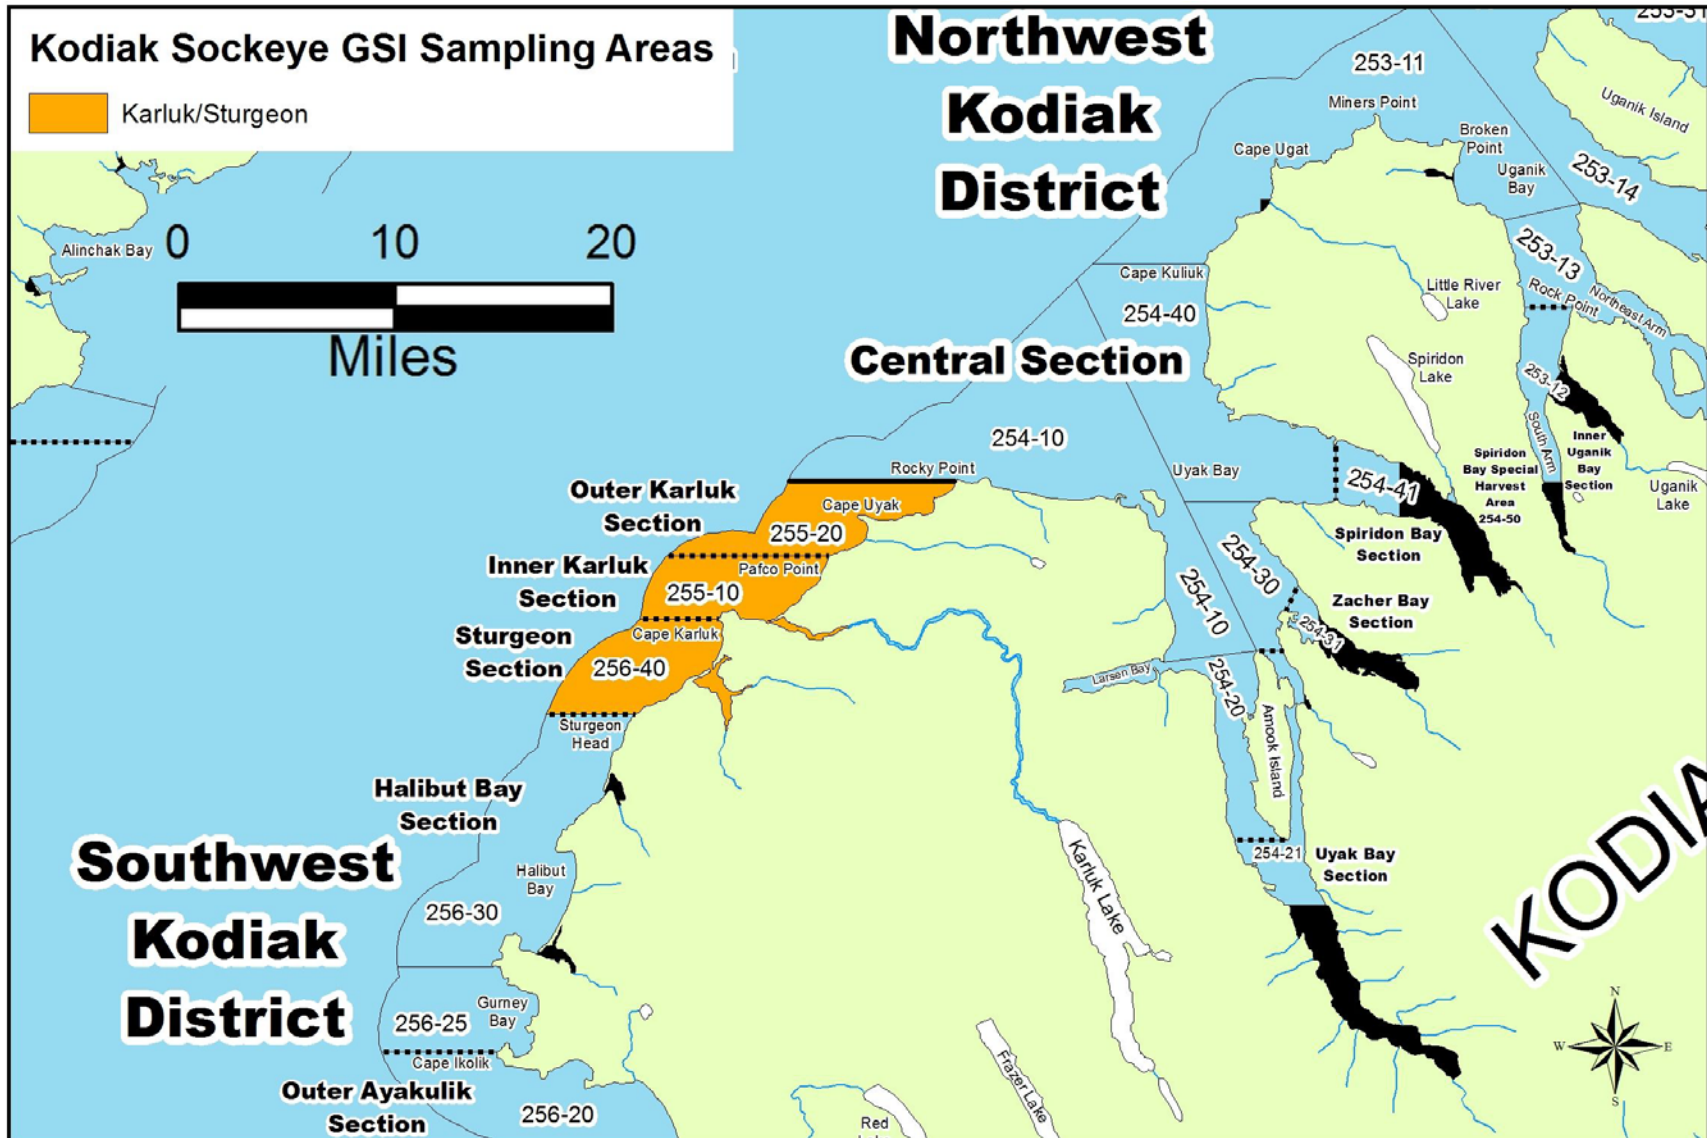 Kodiak Sockeye GSI Sampling Areas
Karluk/Sturgeon
Northwest
Kodiak
District
253-11
Miners Point
Uganik Island
Broken
Point
Cape Ugat
Uganik
Bay
253-14
Alinchak Bay
0 10 20
Miles
253-13
Cape Kuliuk
Little River
Lake
Rock Point
Northeast Arm
254-40
Central Section
Spiridon
Lake
253-12
South Arm
254-10
Rocky Point
Uyak Bay
Inner
Uganik
Bay
Section
Spiridon
Bay Special
Harvest
Area
254-50
Uganik
Lake
254-41
Outer Karluk
Section
Cape Uyak
255-20
Spiridon Bay
Section
Inner Karluk
Section
Pafco Point
255-10
254-30
254-10
Zacher Bay
Section
254-31
Sturgeon
Section
Cape Karluk
256-40
Larsen Bay
254-20
Amook Island
Sturgeon
Head
Halibut Bay
Section
KODIA
Southwest
Kodiak
District
Halibut
Bay
256-30
Karluk Lake
254-21
Uyak Bay
Section
Gurney
Bay
256-25
Cape Ikolik
N
W
E
S
Frazer Lake
Outer Ayakulik
Section
256-20
Red